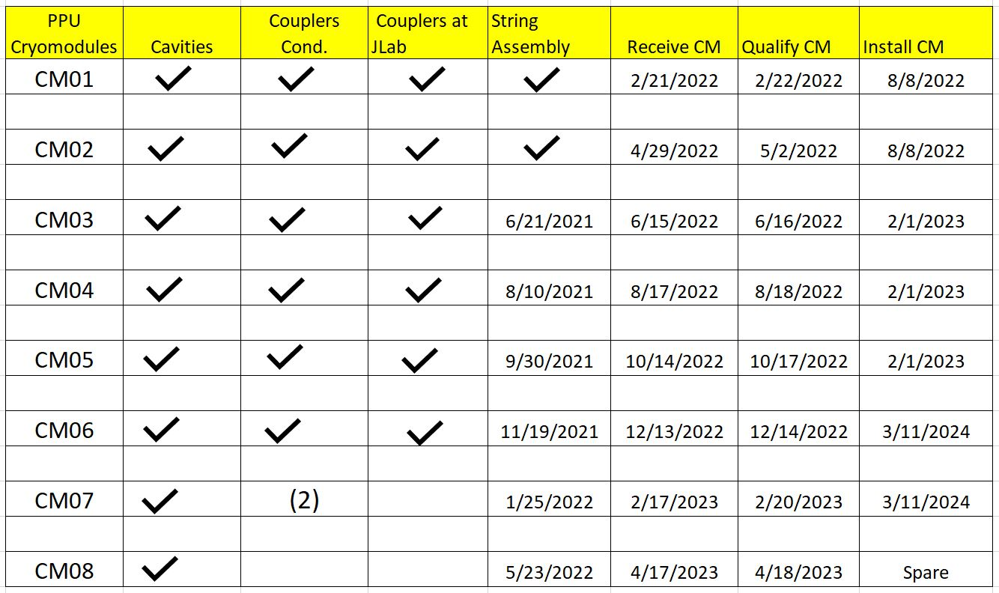 PPU Cryomodules Cavities Couplers Cond. Couplers at JLab String Assembly Receive CM Qualify CM Install CM
CM01 ✓ ✓ ✓ ✓ 2/21/2022 2/22/2022 8/8/2022
CM02 ✓ ✓ ✓ ✓ 4/29/2022 5/2/2022 8/8/2022
CM03 ✓ ✓ ✓ 6/21/2021 6/15/2022 6/16/2022 2/1/2023
CM04 ✓ ✓ ✓ 8/10/2021 8/17/2022 8/18/2022 2/1/2023
CM05 ✓ ✓ ✓ 9/30/2021 10/14/2022 10/17/2022 2/1/2023
CM06 ✓ ✓ ✓ 11/19/2021 12/13/2022 12/14/2022 3/11/2024
CM07 ✓ (2) 1/25/2022 2/17/2023 2/20/2023 3/11/2024
CM08 ✓ 5/23/2022 4/17/2023 4/18/2023 Spare